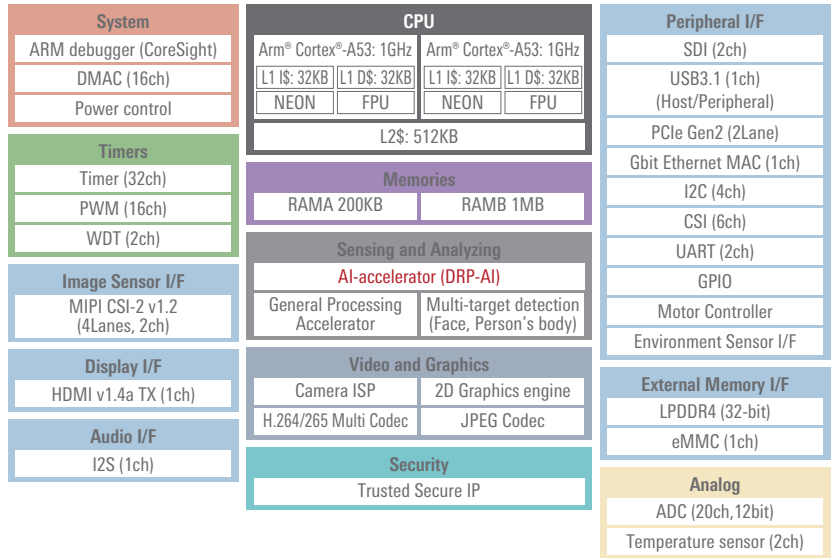 System
ARM debugger (CoreSight)
DMAC (16ch)
Power control
Timers
Timer (32ch)
PWM (16ch)
WDT (2ch)
Image Sensor I/F
MIPI CSI-2 v1.2
(4Lanes, 2ch)
Display I/F
HDMI v1.4a TX (1ch)
Audio I/F
I2S (1ch)
CPU
Arm® Cortex®-A53: 1GHz
L1 I$: 32KB
L1 D$: 32KB
NEON
FPU
Arm® Cortex®-A53: 1GHz
L1 I$: 32KB
L1 D$: 32KB
NEON
FPU
L2$: 512KB
Memories
RAMA 200KB
RAMB 1MB
Sensing and Analyzing
AI-accelerator (DRP-AI)
General Processing
Accelerator
Multi-target detection
(Face, Person's body)
Video and Graphics
Camera ISP
2D Graphics engine
H.264/265 Multi Codec
JPEG Codec
Security
Trusted Secure IP
Peripheral I/F
SDI (2ch)
USB3.1 (1ch)
(Host/Peripheral)
PCIe Gen2 (2Lane)
Gbit Ethernet MAC (1ch)
I2C (4ch)
CSI (6ch)
UART (2ch)
GPIO
Motor Controller
Environment Sensor I/F
External Memory I/F
LPDDR4 (32-bit)
eMMC (1ch)
Analog
ADC (20ch,12bit)
Temperature sensor (2ch)